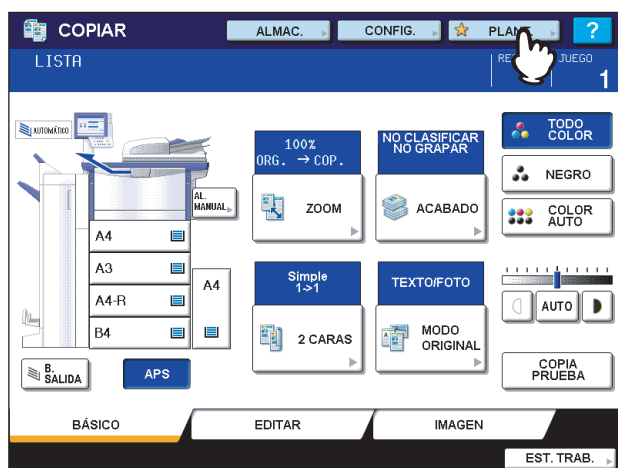 COPIAR
ALMAC.
CONFIG.
PLANT.
?
LISTA
JUEGO
1
AUTOMÁTICO
AL.
MANUAL
A4
A3
A4-R
B4
A4
B.
SALIDA
APS
100%
ORG. → COP.
ZOOM
NO CLASIFICAR
NO GRAPAR
ACABADO
Simple
1->1
2 CARAS
TEXTO/FOTO
MODO
ORIGINAL
TODO
COLOR
NEGRO
COLOR
AUTO
AUTO
COPIA
PRUEBA
BÁSICO
EDITAR
IMAGEN
EST. TRAB.